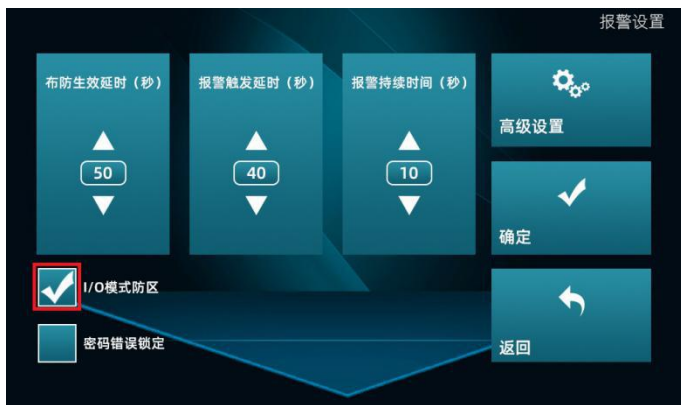 报警设置
布防生效延时（秒）
报警触发延时（秒）
报警持续时间（秒）
50
40
10
高级设置
确定
I/O模式防区
密码错误锁定
返回